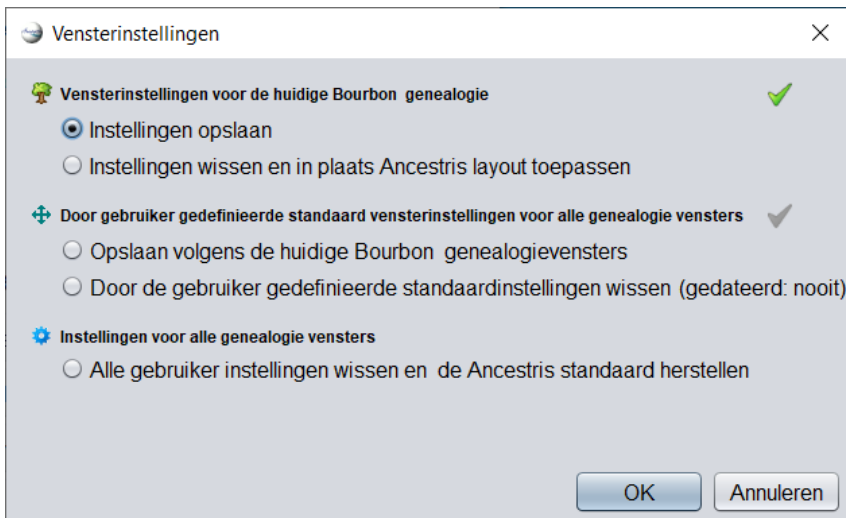 Vensterinstellingen
Vensterinstellingen voor de huidige Bourbon genealogie
Instellingen opslaan
Instellingen wissen en in plaats Ancestris layout toepassen
Door gebruiker gedefinieerde standaard vensterinstellingen voor alle genealogie vensters
Opslaan volgens de huidige Bourbon genealogievensters
Door de gebruiker gedefinieerde standaardinstellingen wissen (gedateerd: nooit)
Instellingen voor alle genealogie vensters
Alle gebruiker instellingen wissen en de Ancestris standaard herstellen
OK Annuleren